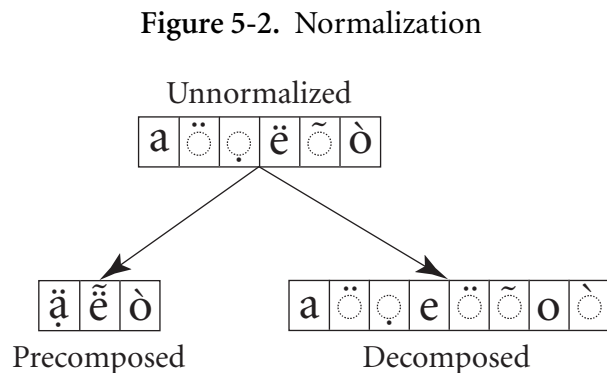 Figure 5-2. Normalization
Unnormalized
a ◌̈ ◌̣ ë ◌̃ ò
ạ̈ ë̃ ò
a ◌̈ ◌̣ e ◌̈ ◌̃ o ◌̀
Precomposed
Decomposed